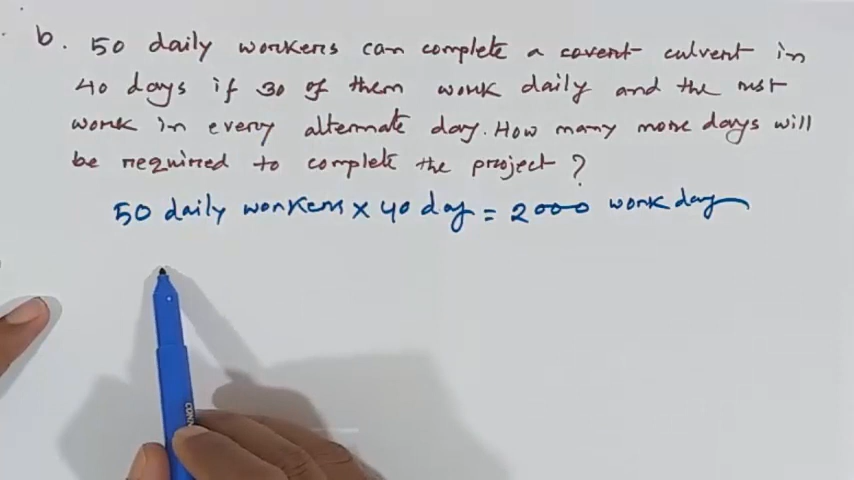 b. 50 daily workers can complete a covent culvent in
40 days if 30 of them work daily and the rest
work in every alternate day. How many more days will
be required to complete the project?
50 daily workers x 40 day = 2000 work day